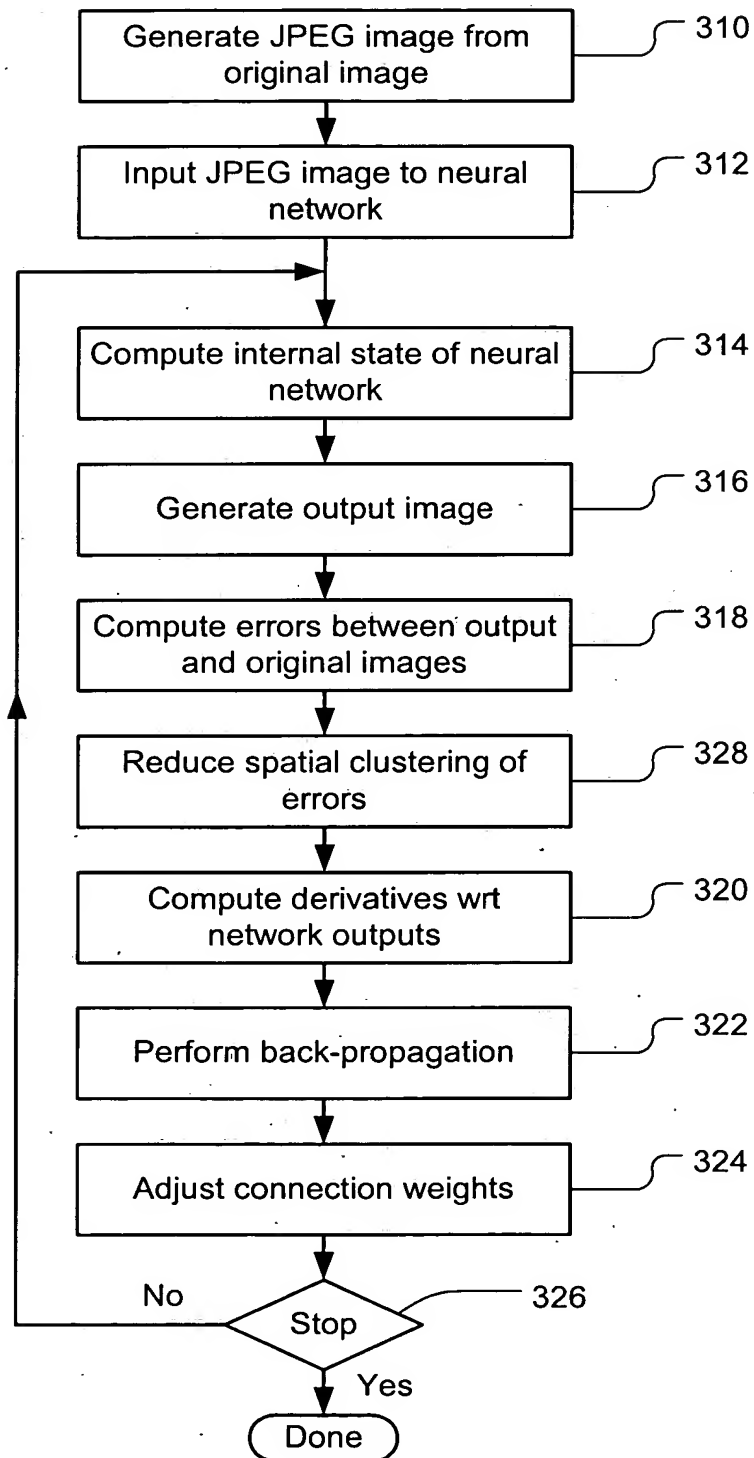 Generate JPEG image from
original image
310
Input JPEG image to neural
network
312
Compute internal state of neural
network
314
Generate output image
316
Compute errors between output
and original images
318
Reduce spatial clustering of
errors
328
Compute derivatives wrt
network outputs
320
Perform back-propagation
322
Adjust connection weights
324
No
Stop
326
Yes
Done